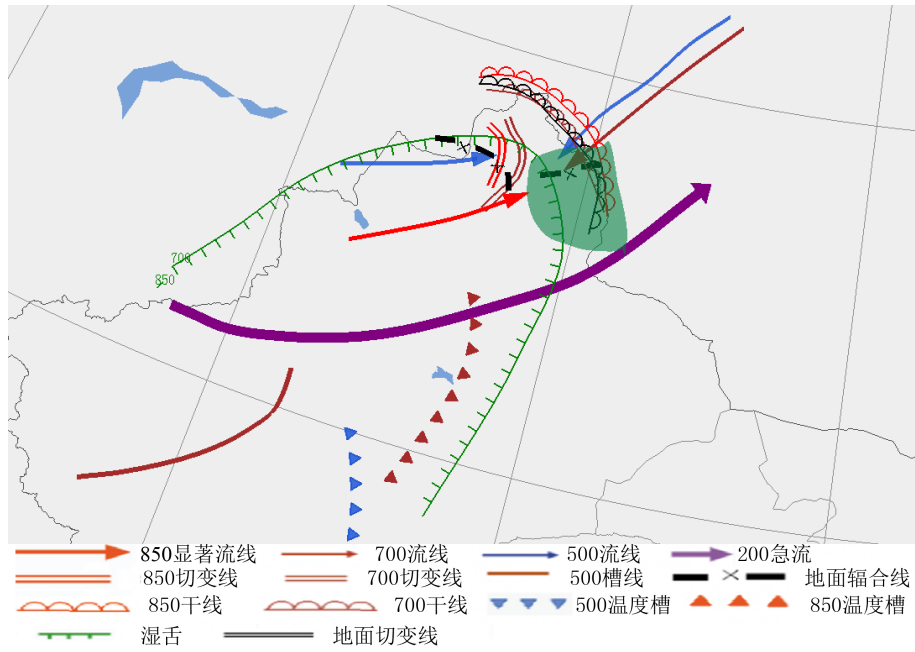 700
850
850显著流线 700流线 500流线 200急流
850切变线 700切变线 500槽线 地面辐合线
850干线 700干线 500温度槽 850温度槽
湿舌 地面切变线